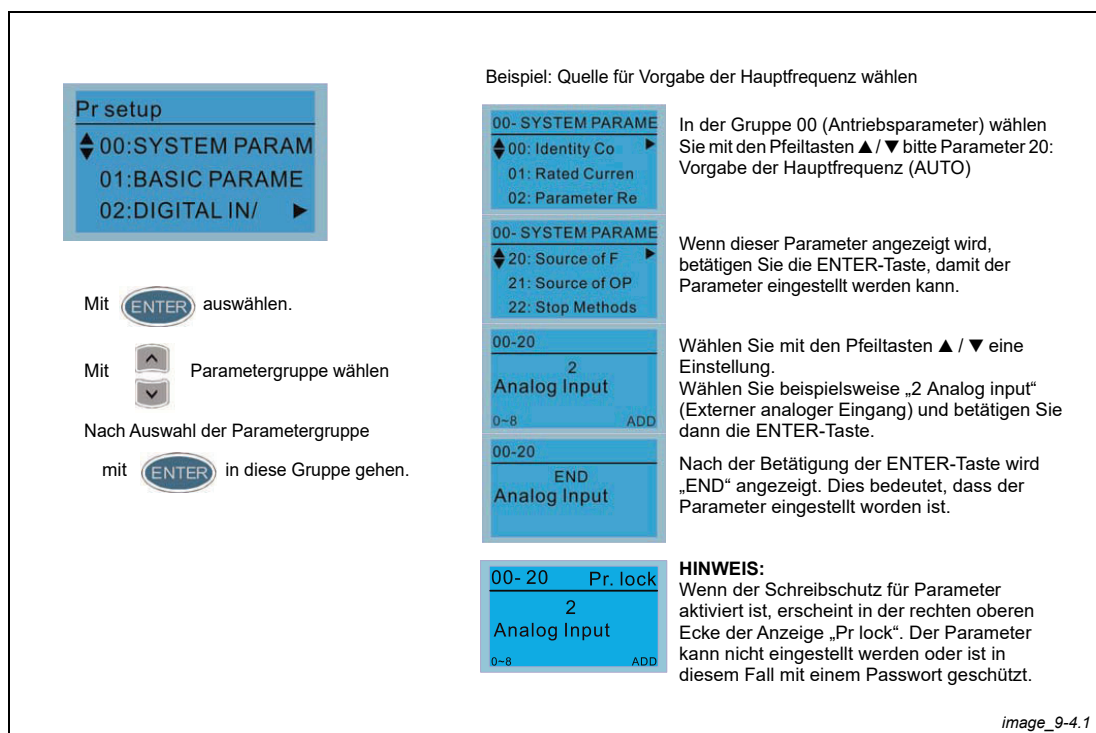 Pr setup
00:SYSTEM PARAM
01:BASIC PARAME
02:DIGITAL IN/ ▶
Mit ENTER auswählen.
Mit Parametergruppe wählen
Nach Auswahl der Parametergruppe
mit ENTER in diese Gruppe gehen.
Beispiel: Quelle für Vorgabe der Hauptfrequenz wählen
00- SYSTEM PARAME
00: Identity Co ▶
01: Rated Curren
02: Parameter Re
In der Gruppe 00 (Antriebsparameter) wählen
Sie mit den Pfeiltasten ▲/ ▼ bitte Parameter 20:
Vorgabe der Hauptfrequenz (AUTO)
00- SYSTEM PARAME
20: Source of F ▶
21: Source of OP
22: Stop Methods
Wenn dieser Parameter angezeigt wird,
betätigen Sie die ENTER-Taste, damit der
Parameter eingestellt werden kann.
00-20
2
Analog Input
0~8 ADD
Wählen Sie mit den Pfeiltasten ▲ / ▼ eine
Einstellung.
Wählen Sie beispielsweise „2 Analog input“
(Externer analoger Eingang) und betätigen Sie
dann die ENTER-Taste.
00-20
END
Analog Input
Nach der Betätigung der ENTER-Taste wird
„END“ angezeigt. Dies bedeutet, dass der
Parameter eingestellt worden ist.
00- 20 Pr. lock
2
Analog Input
0~8 ADD
HINWEIS:
Wenn der Schreibschutz für Parameter
aktiviert ist, erscheint in der rechten oberen
Ecke der Anzeige „Pr lock“. Der Parameter
kann nicht eingestellt werden oder ist in
diesem Fall mit einem Passwort geschützt.
image_9-4.1